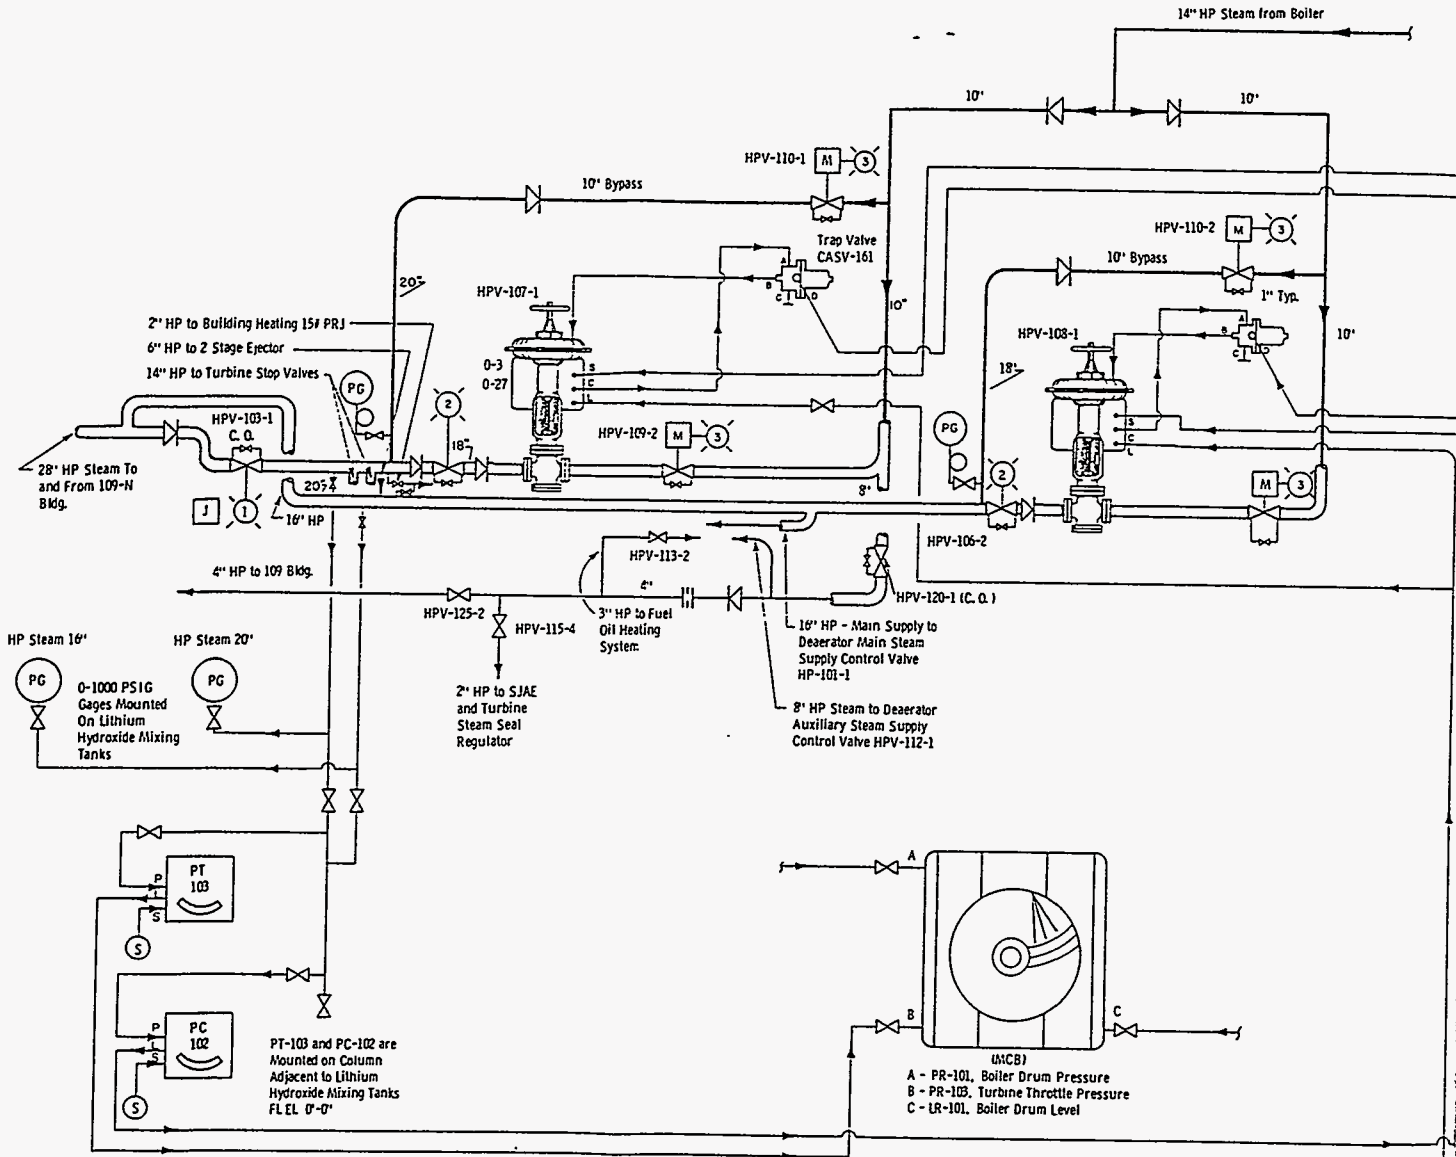 14" HP Steam from Boiler
10"
10"
HPV-110-1
M
3
10" Bypass
HPV-110-2
M
3
Trap Valve
CASV-161
10" Bypass
1" Typ.
A
B
C
D
20"
HPV-107-1
10"
HPV-108-1
A
B
C
10"
2" HP to Building Heating 15# PRJ
6" HP to 2 Stage Ejector
14" HP to Turbine Stop Valves
0-3
0-27
S
C
L
18"
PG
2
HPV-103-1
C. O.
18"
HPV-109-2
M
3
PG
S
C
L
28" HP Steam To
and From 109-N
Bldg.
20"
8"
2
M
3
J
1
16" HP
HPV-106-2
HPV-113-2
4" HP to 109 Bldg.
4"
HPV-120-1 (C. O.)
HPV-125-2
HPV-115-4
3" HP to Fuel
Oil Heating
System
16" HP - Main Supply to
Deaerator Main Steam
Supply Control Valve
HP-101-1
HP Steam 16"
HP Steam 20"
PG
PG
0-1000 PSIG
Gages Mounted
On Lithium
Hydroxide Mixing
Tanks
2" HP to SJAE
and Turbine
Steam Seal
Regulator
8" HP Steam to Deaerator
Auxiliary Steam Supply
Control Valve HPV-112-1
PT
103
P
S
S
A
PC
102
P
S
S
B
C
PT-103 and PC-102 are
Mounted on Column
Adjacent to Lithium
Hydroxide Mixing Tanks
FL EL 0'-0"
(MCB)
A - PR-101, Boiler Drum Pressure
B - PR-103, Turbine Throttle Pressure
C - LR-101, Boiler Drum Level